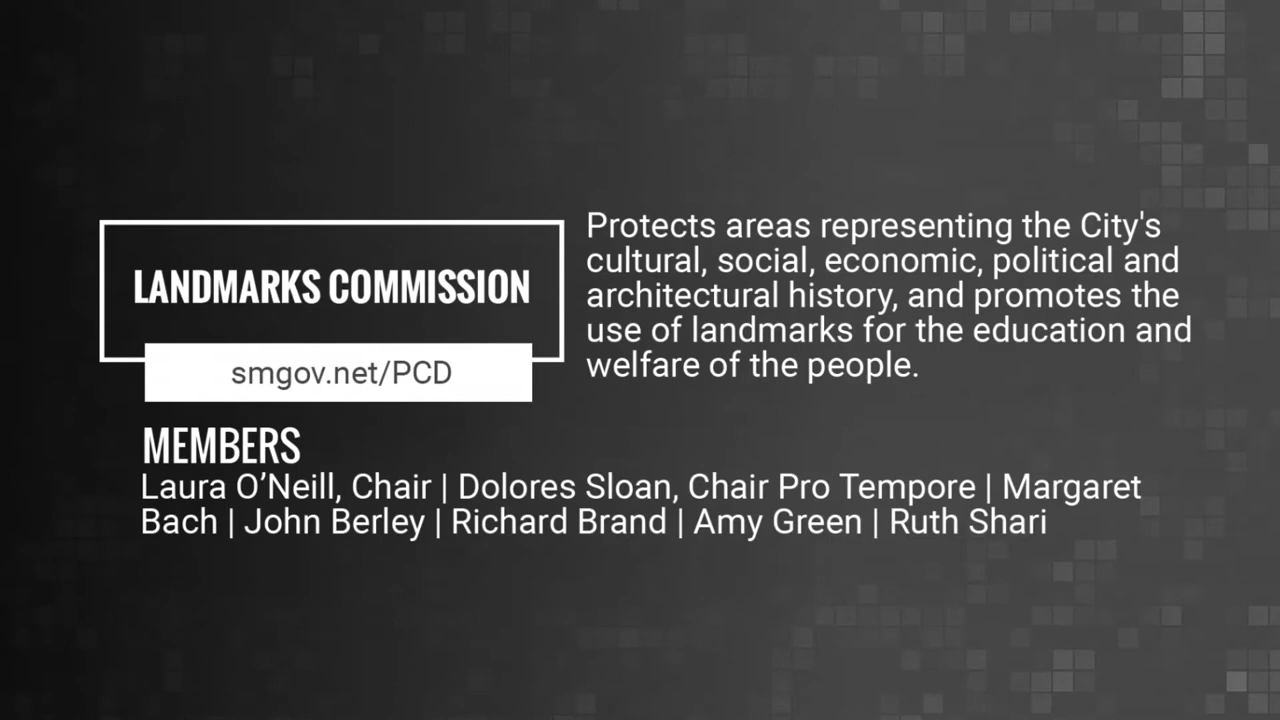 LANDMARKS COMMISSION
smgov.net/PCD
Protects areas representing the City's
cultural, social, economic, political and
architectural history, and promotes the
use of landmarks for the education and
welfare of the people.
MEMBERS
Laura O’Neill, Chair | Dolores Sloan, Chair Pro Tempore | Margaret
Bach | John Berley | Richard Brand | Amy Green | Ruth Shari